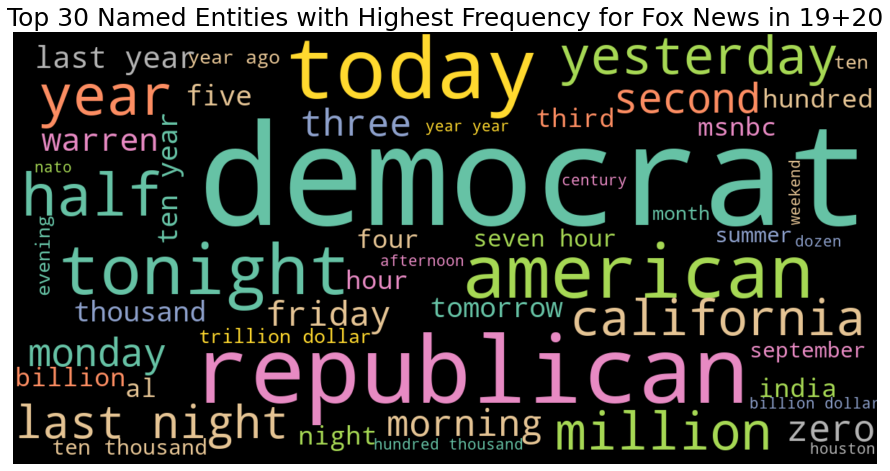 Top 30 Named Entities with Highest Frequency for Fox News in 19+20
last year
year ago
today
yesterday
ten
year
five
second
hundred
three
year year
third
msnbc
warren
ten year
democrat
nato
half
century
weekend
month
evening
four
seven hour
summer
dozen
tonight
afternoon
hour
american
thousand
friday
tomorrow
california
trillion dollar
monday
republican
september
billion
al
india
billion dollar
last night
morning
million
zero
ten thousand
night
hundred thousand
houston